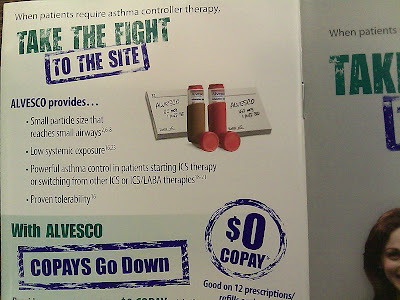 When patients require asthma controller therapy,
TAKE THE FIGHT
TO THE SITE
ALVESCO provides…
• Small particle size that
reaches small airways
• Low systemic exposure
• Powerful asthma control in patients starting ICS therapy
or switching from other ICS or ICS/LABA therapies
• Proven tolerability
ALVESCO
ALVESCO
With ALVESCO
COPAYS Go Down
$0
COPAY
Good on 12 prescriptions/
When patients
TAK